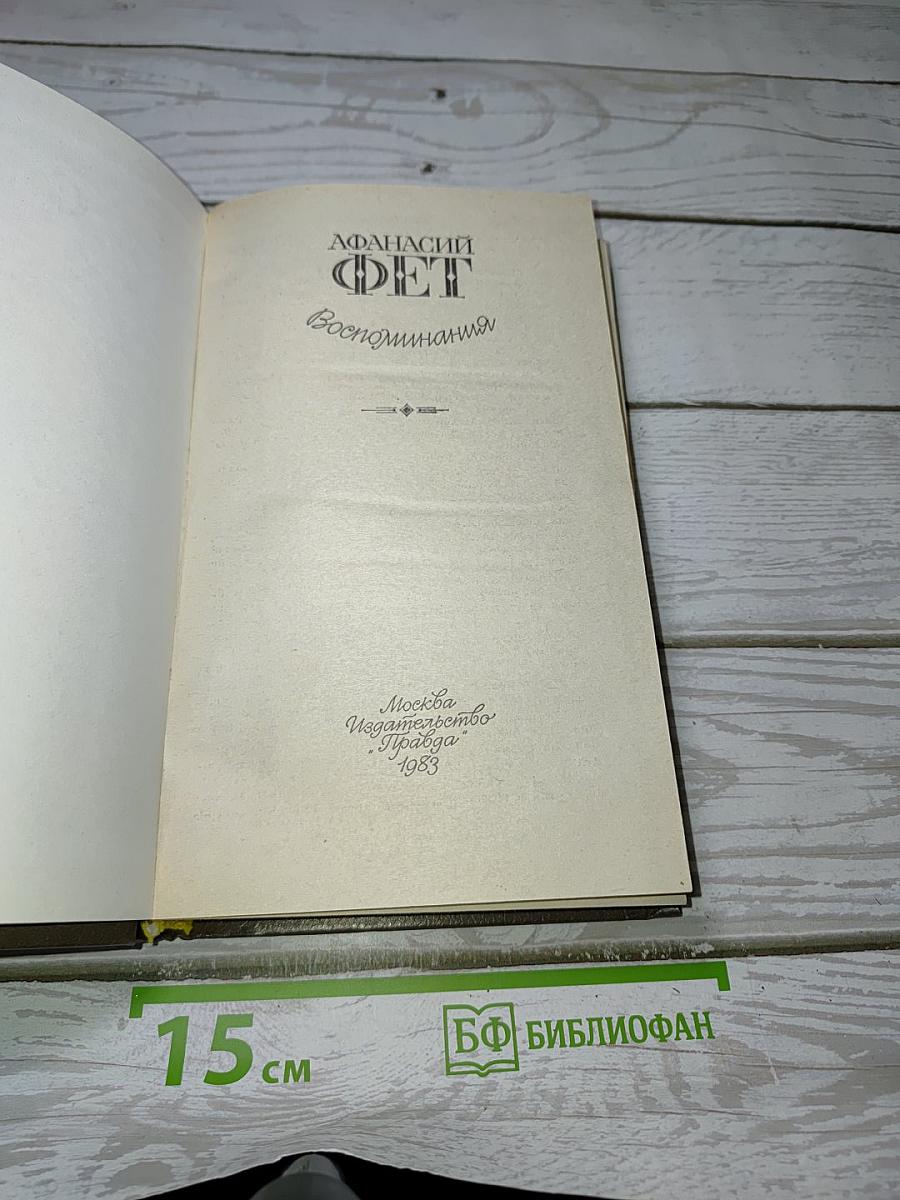 АФАНАСИЙ
ФЕТ
Воспоминания
Москва
Издательство
„Правда"
1983
15 см
БФ БИБЛИОФАН